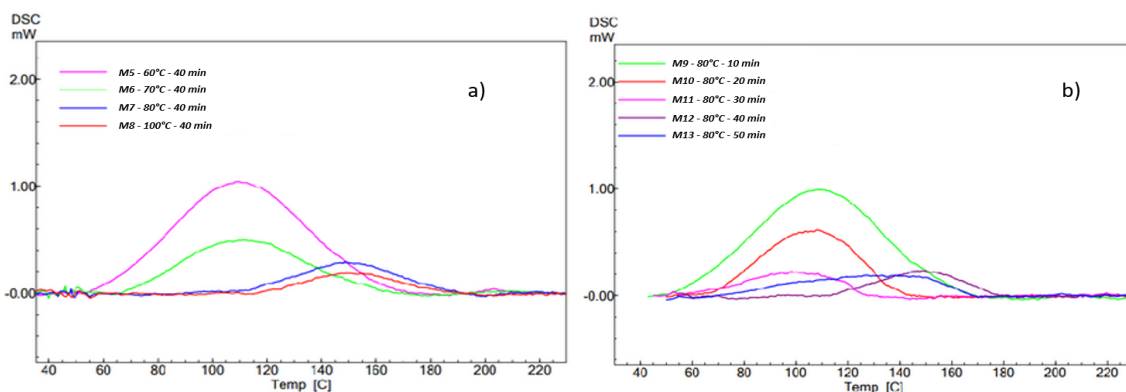 DSC
mW
2.00
1.00
-0.00
M5 - 60°C - 40 min
M6 - 70°C - 40 min
M7 - 80°C - 40 min
M8 - 100°C - 40 min
a)
40 60 80 100 120 140 160 180 200 220
Temp [C]
DSC
mW
2.00
1.00
-0.00
M9 - 80°C - 10 min
M10 - 80°C - 20 min
M11 - 80°C - 30 min
M12 - 80°C - 40 min
M13 - 80°C - 50 min
b)
40 60 80 100 120 140 160 180 200 220
Temp [C]